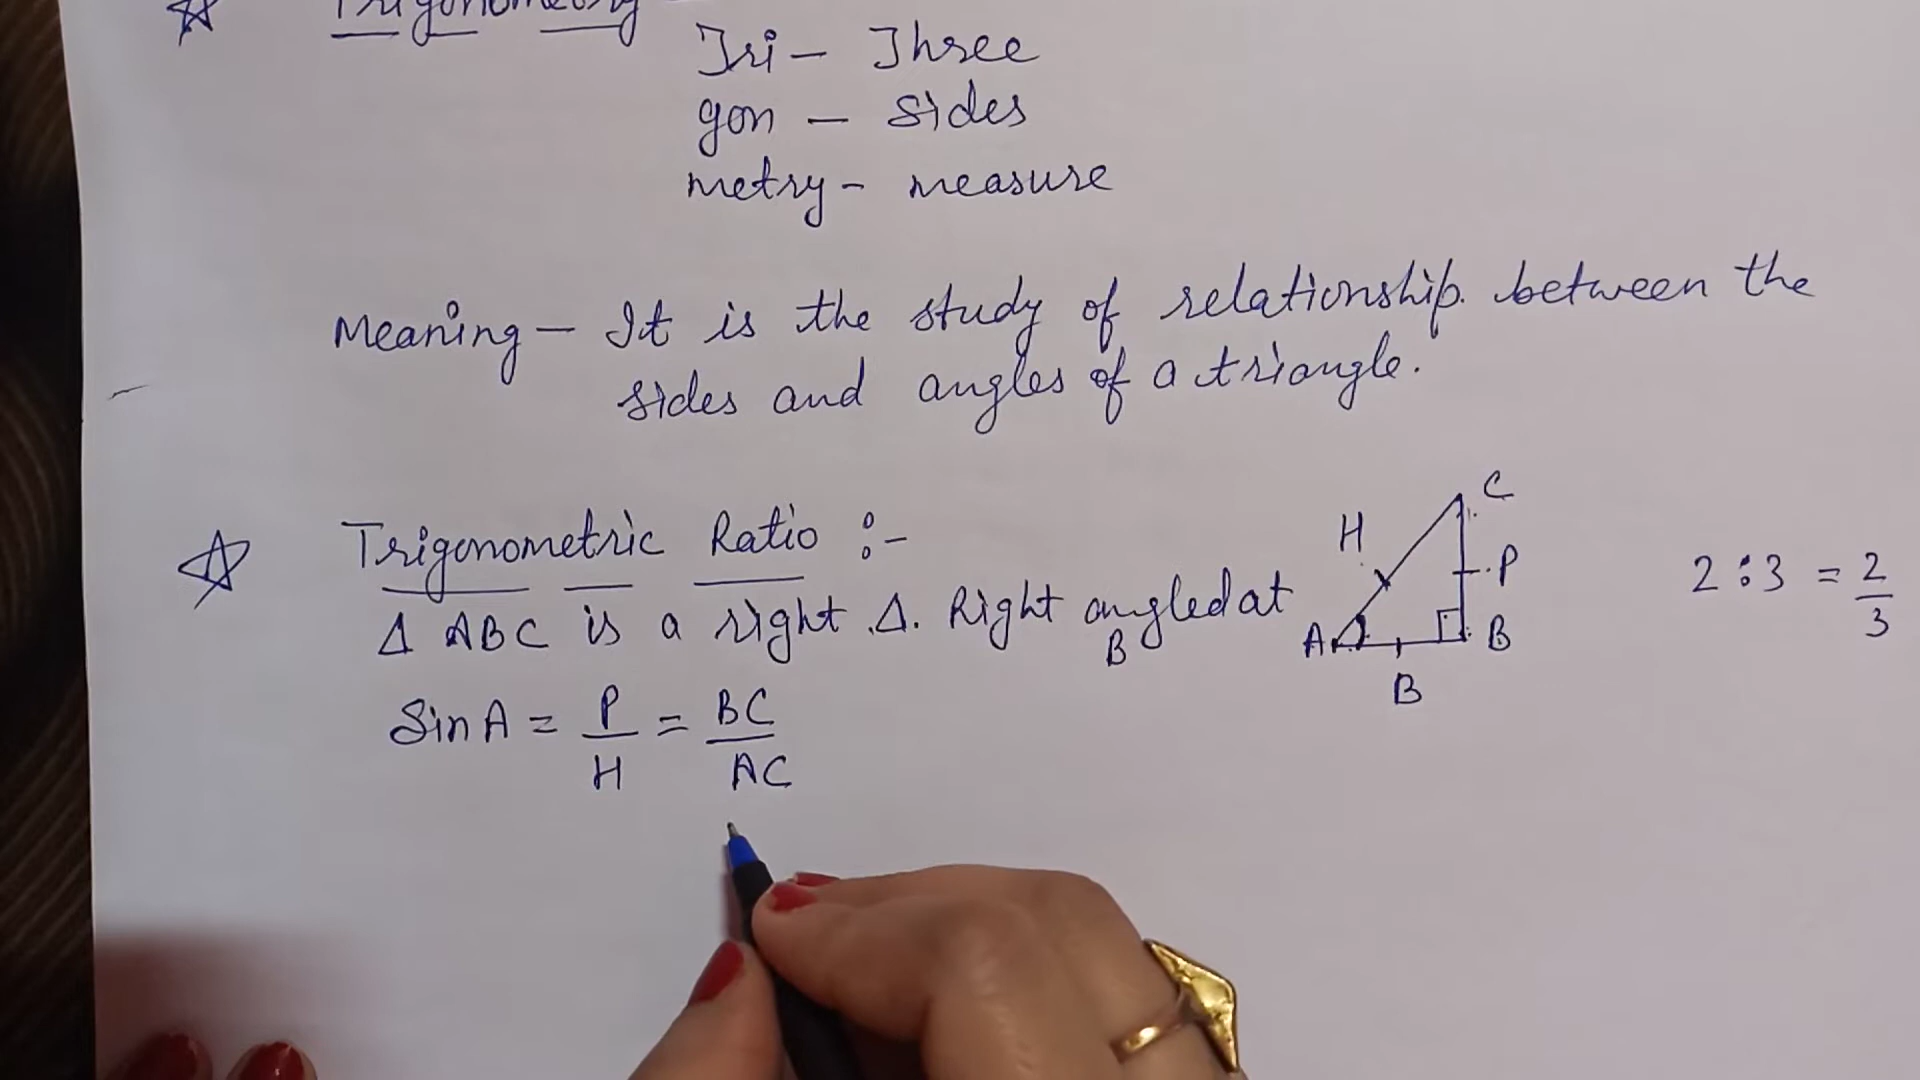 Trigonometry
Tri - Three
gon - sides
metry - measure
Meaning - It is the study of relationship between the
sides and angles of a triangle.
Trigonometric Ratio :-
Δ ABC is a right Δ. Right angled at
B
Sin A = P/H = BC/AC
C
H
P
A
B
B
2:3 = 2/3